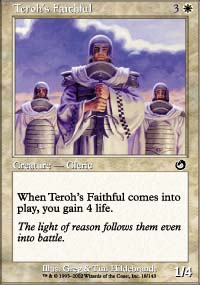 Teroh's Faithful 3
Creature — Cleric
When Teroh's Faithful comes into
play, you gain 4 life.
The light of reason follows them even
into battle.
Illus. Greg & Tim Hildebrandt
™ & © 1993-2002 Wizards of the Coast, Inc. 18/143
1/4